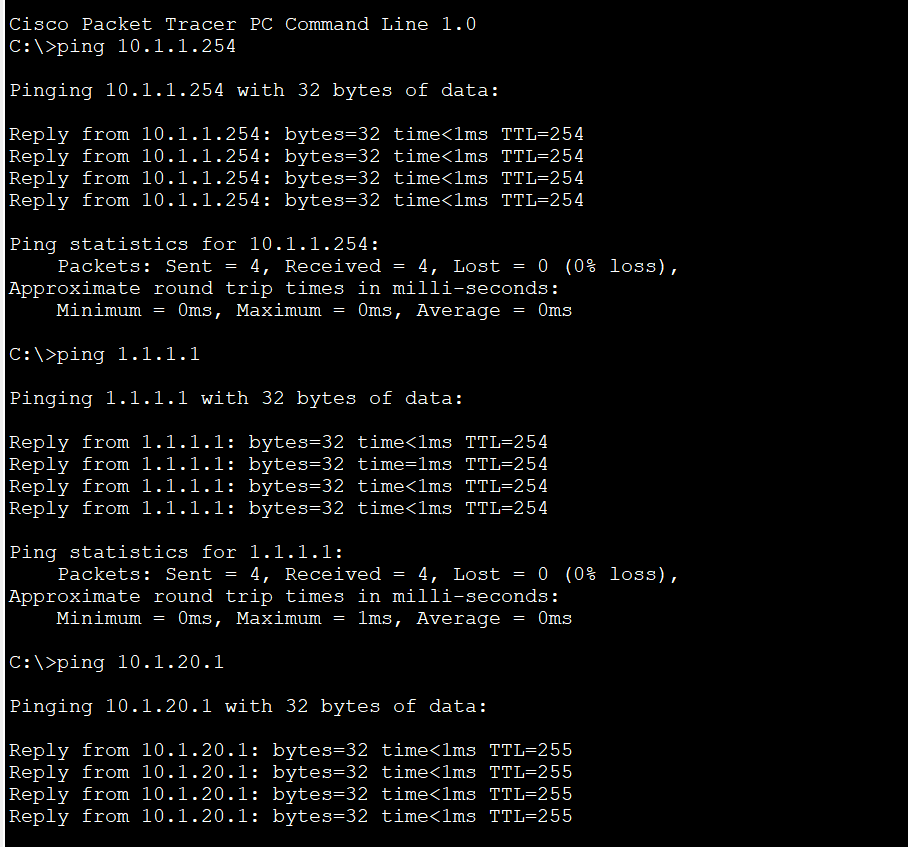 Cisco Packet Tracer PC Command Line 1.0
C:\>ping 10.1.1.254
Pinging 10.1.1.254 with 32 bytes of data:
Reply from 10.1.1.254: bytes=32 time<1ms TTL=254
Reply from 10.1.1.254: bytes=32 time<1ms TTL=254
Reply from 10.1.1.254: bytes=32 time<1ms TTL=254
Reply from 10.1.1.254: bytes=32 time<1ms TTL=254
Ping statistics for 10.1.1.254:
    Packets: Sent = 4, Received = 4, Lost = 0 (0% loss),
Approximate round trip times in milli-seconds:
    Minimum = 0ms, Maximum = 0ms, Average = 0ms
C:\>ping 1.1.1.1
Pinging 1.1.1.1 with 32 bytes of data:
Reply from 1.1.1.1: bytes=32 time<1ms TTL=254
Reply from 1.1.1.1: bytes=32 time=1ms TTL=254
Reply from 1.1.1.1: bytes=32 time<1ms TTL=254
Reply from 1.1.1.1: bytes=32 time<1ms TTL=254
Ping statistics for 1.1.1.1:
    Packets: Sent = 4, Received = 4, Lost = 0 (0% loss),
Approximate round trip times in milli-seconds:
    Minimum = 0ms, Maximum = 1ms, Average = 0ms
C:\>ping 10.1.20.1
Pinging 10.1.20.1 with 32 bytes of data:
Reply from 10.1.20.1: bytes=32 time<1ms TTL=255
Reply from 10.1.20.1: bytes=32 time<1ms TTL=255
Reply from 10.1.20.1: bytes=32 time<1ms TTL=255
Reply from 10.1.20.1: bytes=32 time<1ms TTL=255